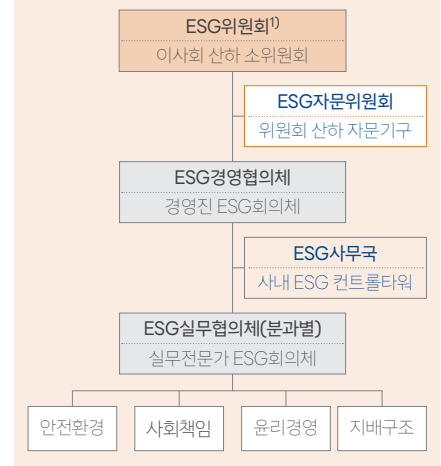 ESG위원회1)
이사회 산하 소위원회
ESG자문위원회
위원회 산하 자문기구
ESG경영협의체
경영진 ESG회의체
ESG사무국
사내 ESG 컨트롤타워
ESG실무협의체(분과별)
실무전문가 ESG회의체
안전환경
사회책임
윤리경영
지배구조